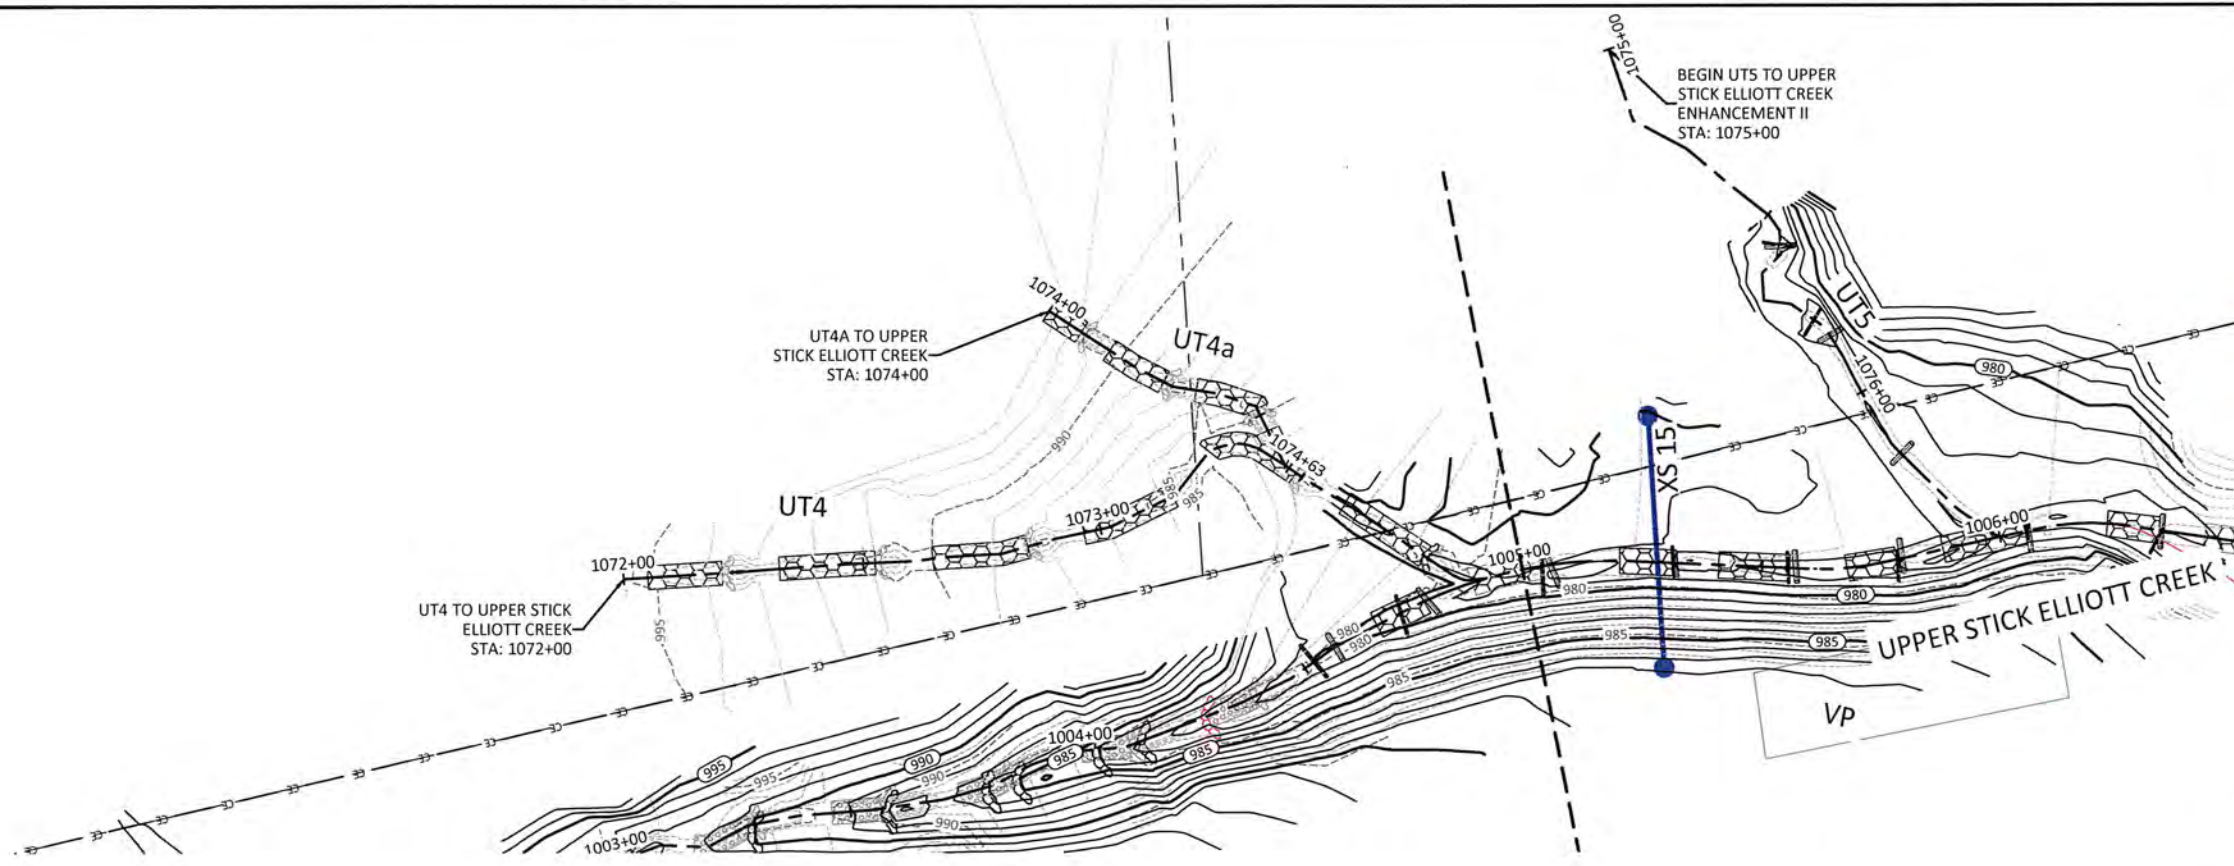 1075+00
BEGIN UT5 TO UPPER
STICK ELLIOTT CREEK
ENHANCEMENT II
STA: 1075+00
1074+00
UT4A TO UPPER
STICK ELLIOTT CREEK
STA: 1074+00
UT4a
UT5
980
1076+00
990
1074+63
XS 15
UT4
985
985
1073+00
1072+00
1005+00
1006+00
UT4 TO UPPER STICK
ELLIOTT CREEK
STA: 1072+00
995
980
980
980
980
985
985
985
UPPER STICK ELLIOTT CREEK
VP
1004+00
985
985
995
995
990
990
990
1003+00
CE